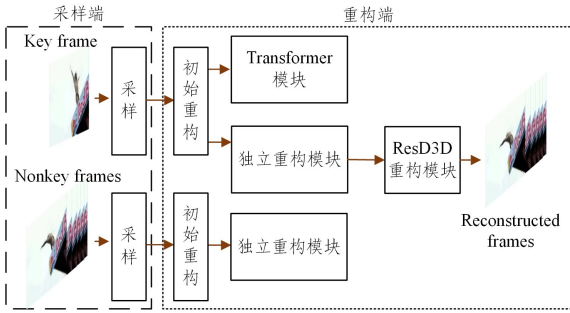 采样端
重构端
Key frame
采样
初始重构
Transformer
模块
独立重构模块
ResD3D
重构模块
Reconstructed
frames
Nonkey frames
采样
初始重构
独立重构模块